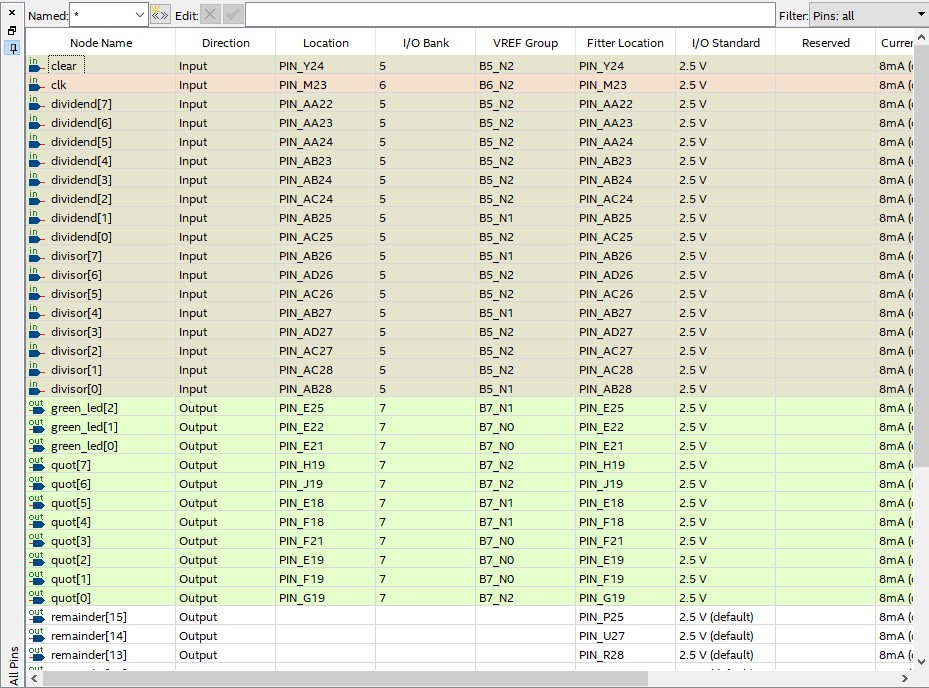 Named: * «» Edit: Filter: Pins: all
Node Name Direction Location I/O Bank VREF Group Fitter Location I/O Standard Reserved Curren
in clear Input PIN_Y24 5 B5_N2 PIN_Y24 2.5 V 8mA (
in clk Input PIN_M23 6 B6_N2 PIN_M23 2.5 V 8mA (
in dividend[7] Input PIN_AA22 5 B5_N2 PIN_AA22 2.5 V 8mA (
in dividend[6] Input PIN_AA23 5 B5_N2 PIN_AA23 2.5 V 8mA (
in dividend[5] Input PIN_AA24 5 B5_N2 PIN_AA24 2.5 V 8mA (
in dividend[4] Input PIN_AB23 5 B5_N2 PIN_AB23 2.5 V 8mA (
in dividend[3] Input PIN_AB24 5 B5_N2 PIN_AB24 2.5 V 8mA (
in dividend[2] Input PIN_AC24 5 B5_N2 PIN_AC24 2.5 V 8mA (
in dividend[1] Input PIN_AB25 5 B5_N1 PIN_AB25 2.5 V 8mA (
in dividend[0] Input PIN_AC25 5 B5_N2 PIN_AC25 2.5 V 8mA (
in divisor[7] Input PIN_AB26 5 B5_N1 PIN_AB26 2.5 V 8mA (
in divisor[6] Input PIN_AD26 5 B5_N2 PIN_AD26 2.5 V 8mA (
in divisor[5] Input PIN_AC26 5 B5_N2 PIN_AC26 2.5 V 8mA (
in divisor[4] Input PIN_AB27 5 B5_N1 PIN_AB27 2.5 V 8mA (
in divisor[3] Input PIN_AD27 5 B5_N2 PIN_AD27 2.5 V 8mA (
in divisor[2] Input PIN_AC27 5 B5_N2 PIN_AC27 2.5 V 8mA (
in divisor[1] Input PIN_AC28 5 B5_N2 PIN_AC28 2.5 V 8mA (
in divisor[0] Input PIN_AB28 5 B5_N1 PIN_AB28 2.5 V 8mA (
out green_led[2] Output PIN_E25 7 B7_N1 PIN_E25 2.5 V 8mA (
out green_led[1] Output PIN_E22 7 B7_N0 PIN_E22 2.5 V 8mA (
out green_led[0] Output PIN_E21 7 B7_N0 PIN_E21 2.5 V 8mA (
out quot[7] Output PIN_H19 7 B7_N2 PIN_H19 2.5 V 8mA (
out quot[6] Output PIN_J19 7 B7_N2 PIN_J19 2.5 V 8mA (
out quot[5] Output PIN_E18 7 B7_N1 PIN_E18 2.5 V 8mA (
out quot[4] Output PIN_F18 7 B7_N1 PIN_F18 2.5 V 8mA (
out quot[3] Output PIN_F21 7 B7_N0 PIN_F21 2.5 V 8mA (
out quot[2] Output PIN_E19 7 B7_N0 PIN_E19 2.5 V 8mA (
out quot[1] Output PIN_F19 7 B7_N0 PIN_F19 2.5 V 8mA (
out quot[0] Output PIN_G19 7 B7_N2 PIN_G19 2.5 V 8mA (
out remainder[15] Output PIN_P25 2.5 V (default) 8mA (
out remainder[14] Output PIN_U27 2.5 V (default) 8mA (
out remainder[13] Output PIN_R28 2.5 V (default) 8mA (
All Pins